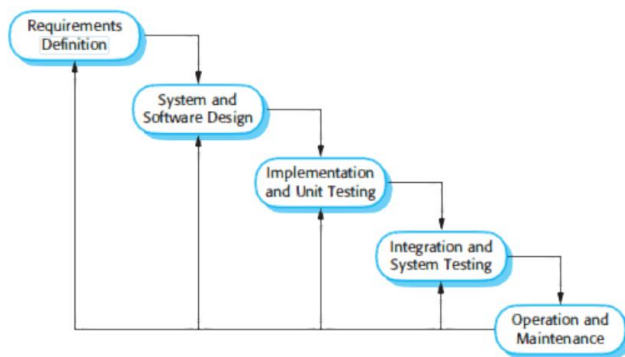 Requirements
Definition
System and
Software Design
Implementation
and Unit Testing
Integration and
System Testing
Operation and
Maintenance